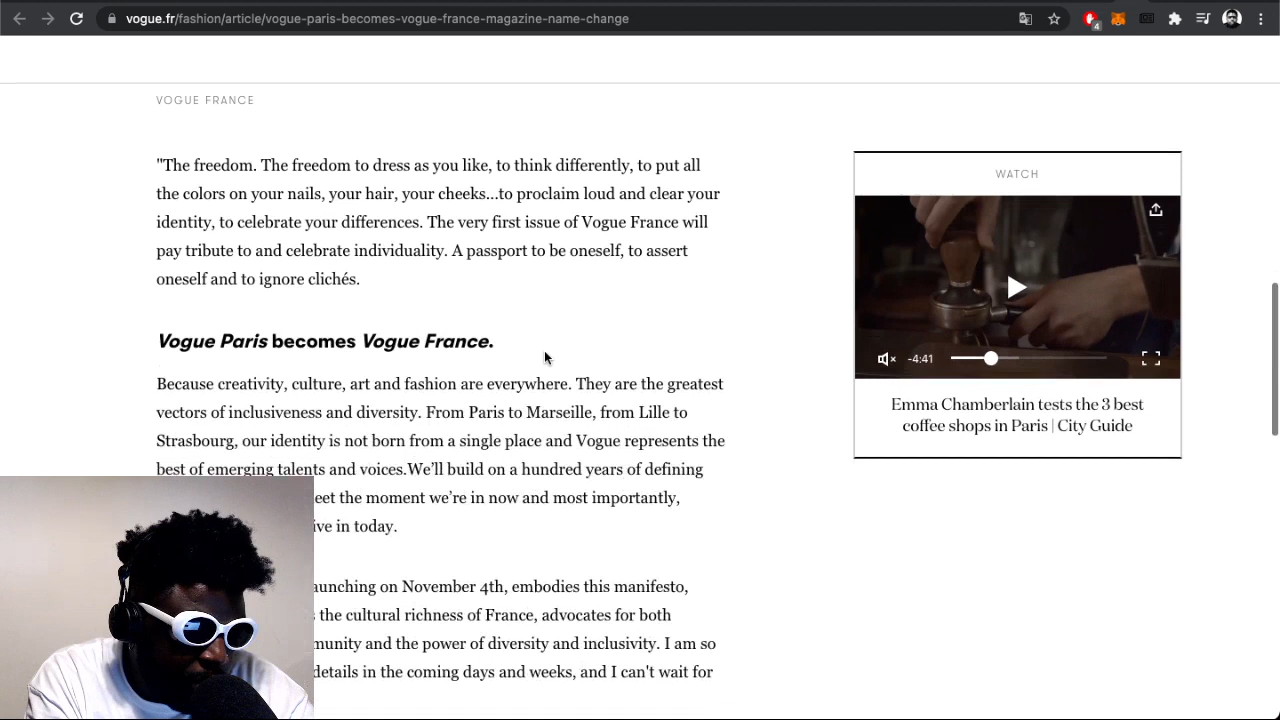 vogue.fr/fashion/article/vogue-paris-becomes-vogue-france-magazine-name-change
4
VOGUE FRANCE
"The freedom. The freedom to dress as you like, to think differently, to put all
the colors on your nails, your hair, your cheeks...to proclaim loud and clear your
identity, to celebrate your differences. The very first issue of Vogue France will
pay tribute to and celebrate individuality. A passport to be oneself, to assert
oneself and to ignore clichés.
Vogue Paris becomes Vogue France.
Because creativity, culture, art and fashion are everywhere. They are the greatest
vectors of inclusiveness and diversity. From Paris to Marseille, from Lille to
Strasbourg, our identity is not born from a single place and Vogue represents the
best of emerging talents and voices.We’ll build on a hundred years of defining
eet the moment we’re in now and most importantly,
ive in today.
aunching on November 4th, embodies this manifesto,
the cultural richness of France, advocates for both
munity and the power of diversity and inclusivity. I am so
details in the coming days and weeks, and I can't wait for
WATCH
-4:41
Emma Chamberlain tests the 3 best
coffee shops in Paris | City Guide